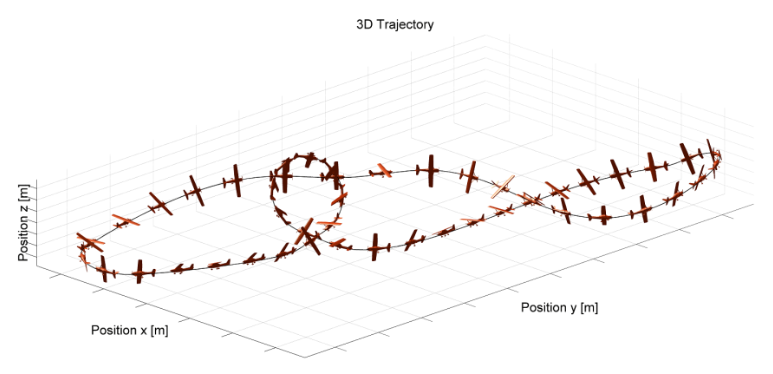 3D Trajectory
Position z [m]
Position x [m]
Position y [m]